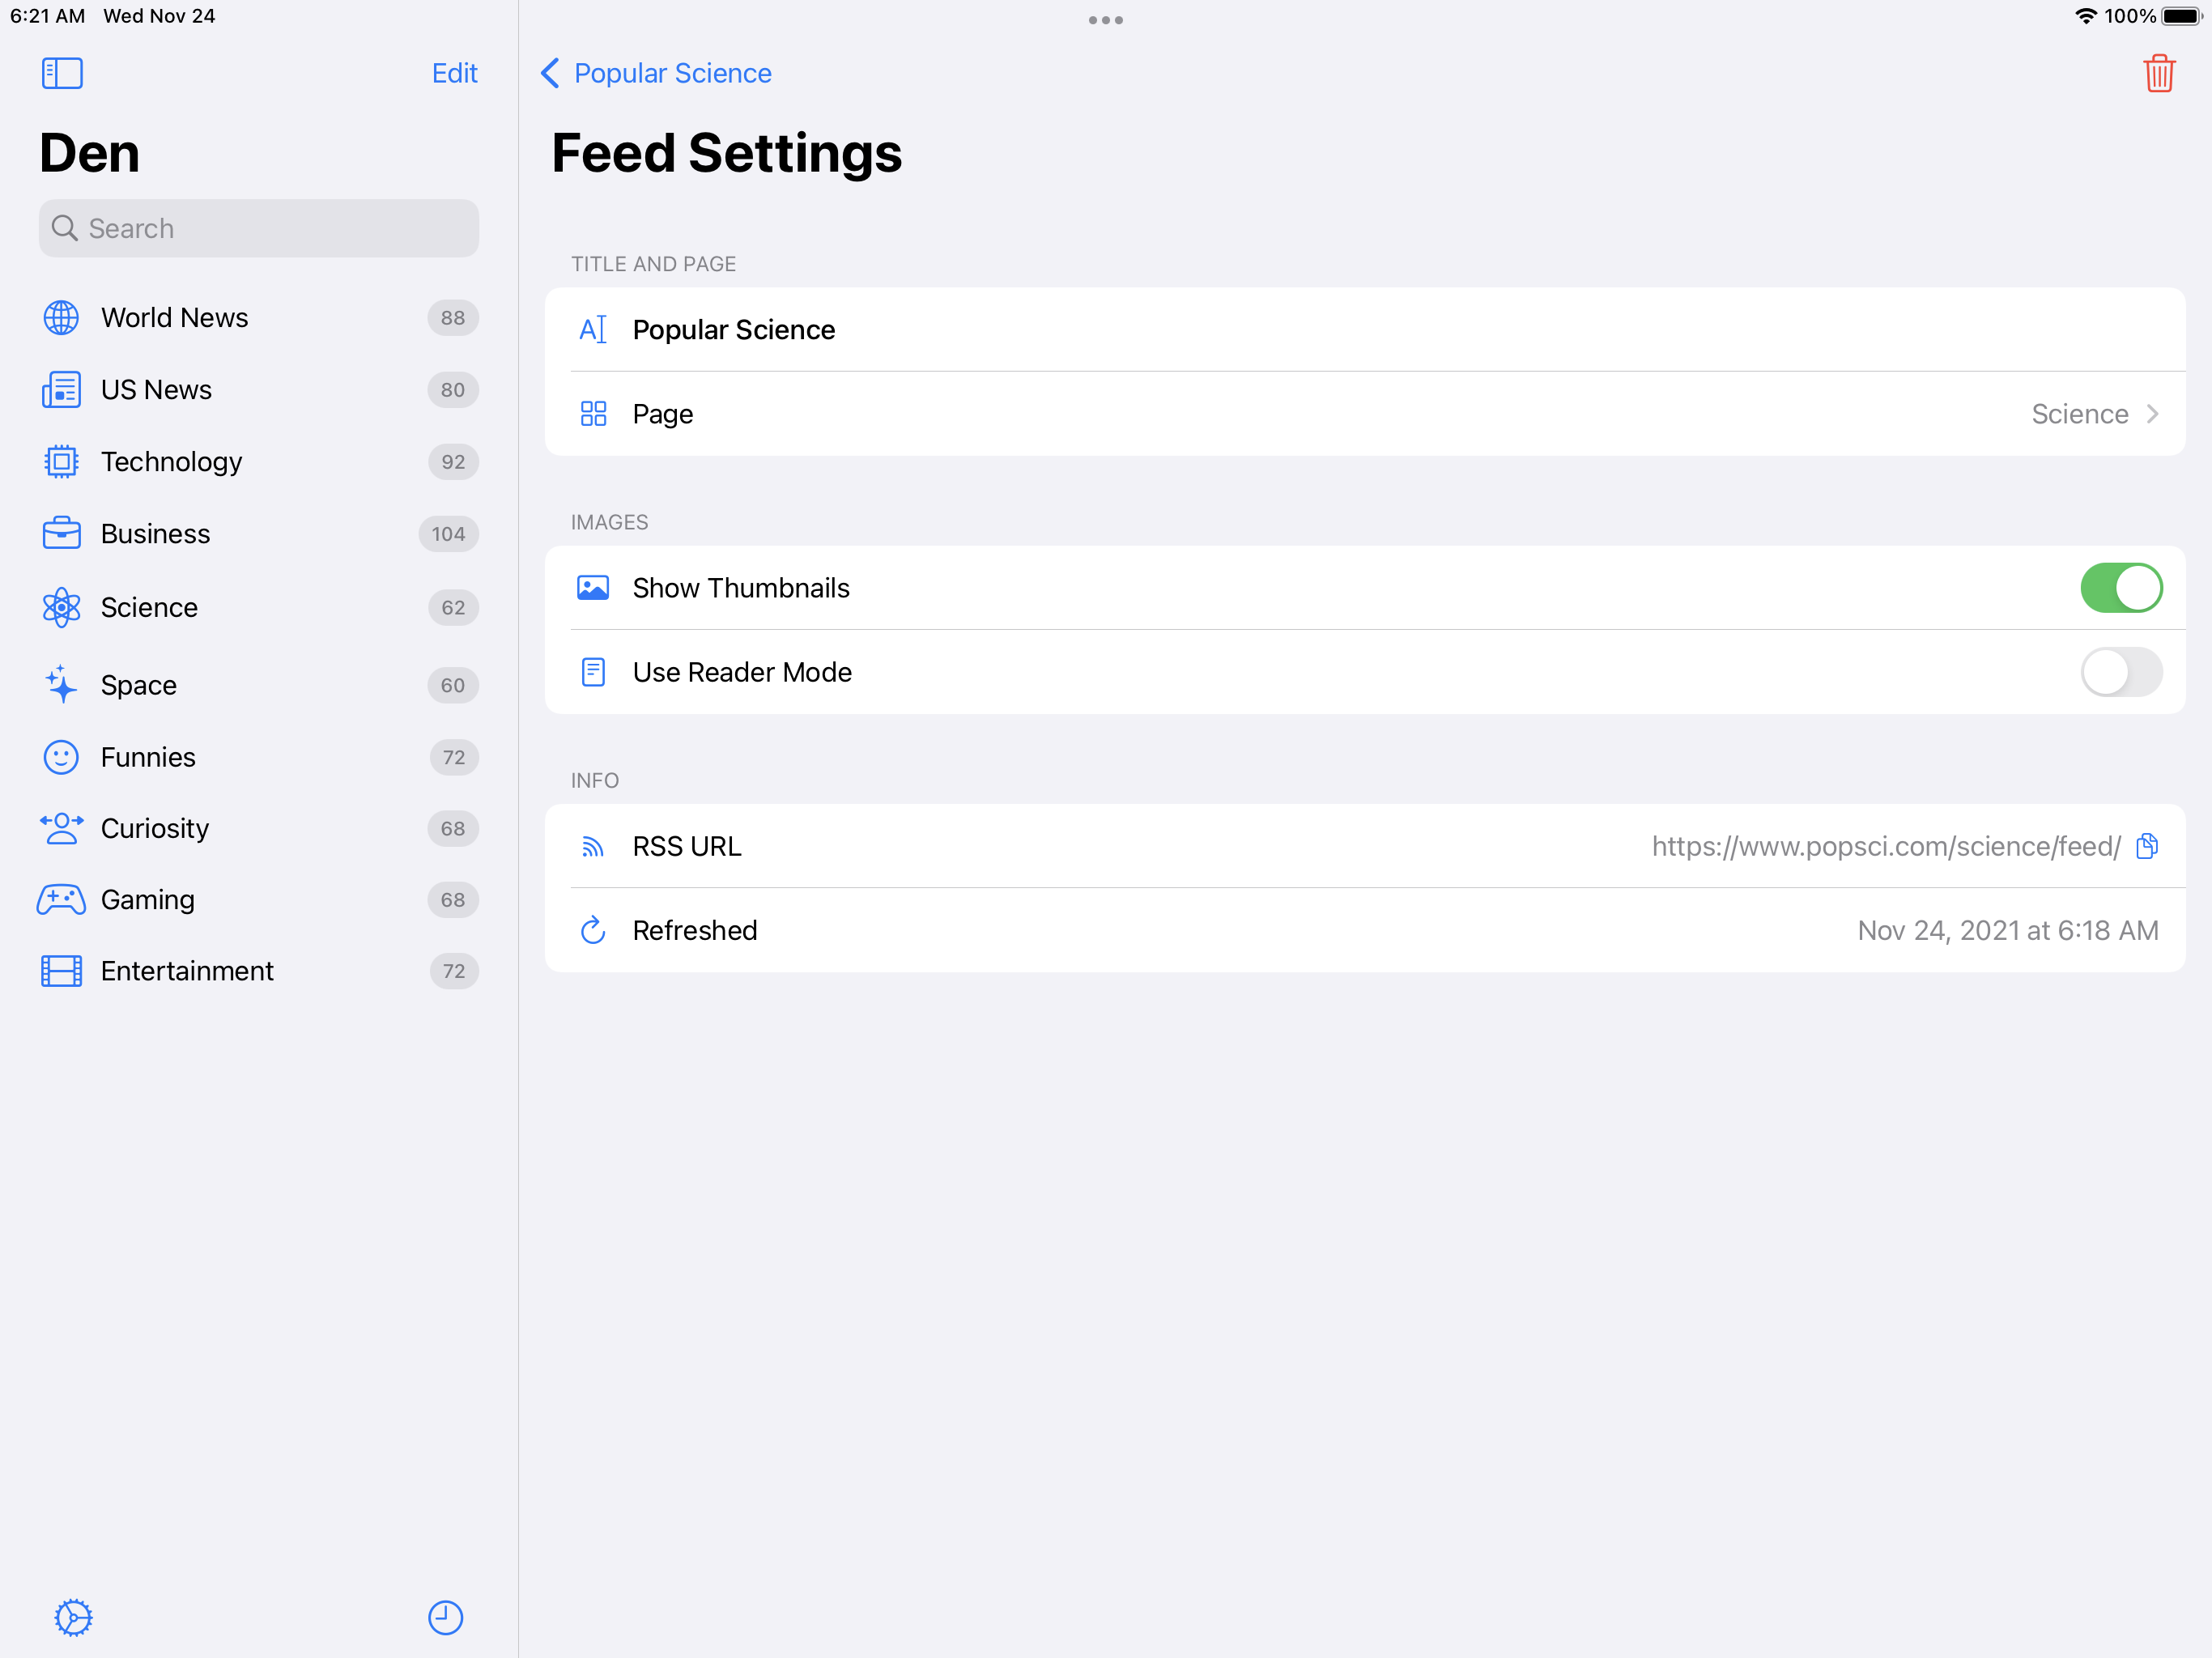 6:21 AM Wed Nov 24
100%
Edit
Den
Search
World News 88
US News 80
Technology 92
Business 104
Science 62
Space 60
Funnies 72
Curiosity 68
Gaming 68
Entertainment 72
Popular Science
Feed Settings
TITLE AND PAGE
Popular Science
Page Science
IMAGES
Show Thumbnails
Use Reader Mode
INFO
RSS URL https://www.popsci.com/science/feed/
Refreshed Nov 24, 2021 at 6:18 AM